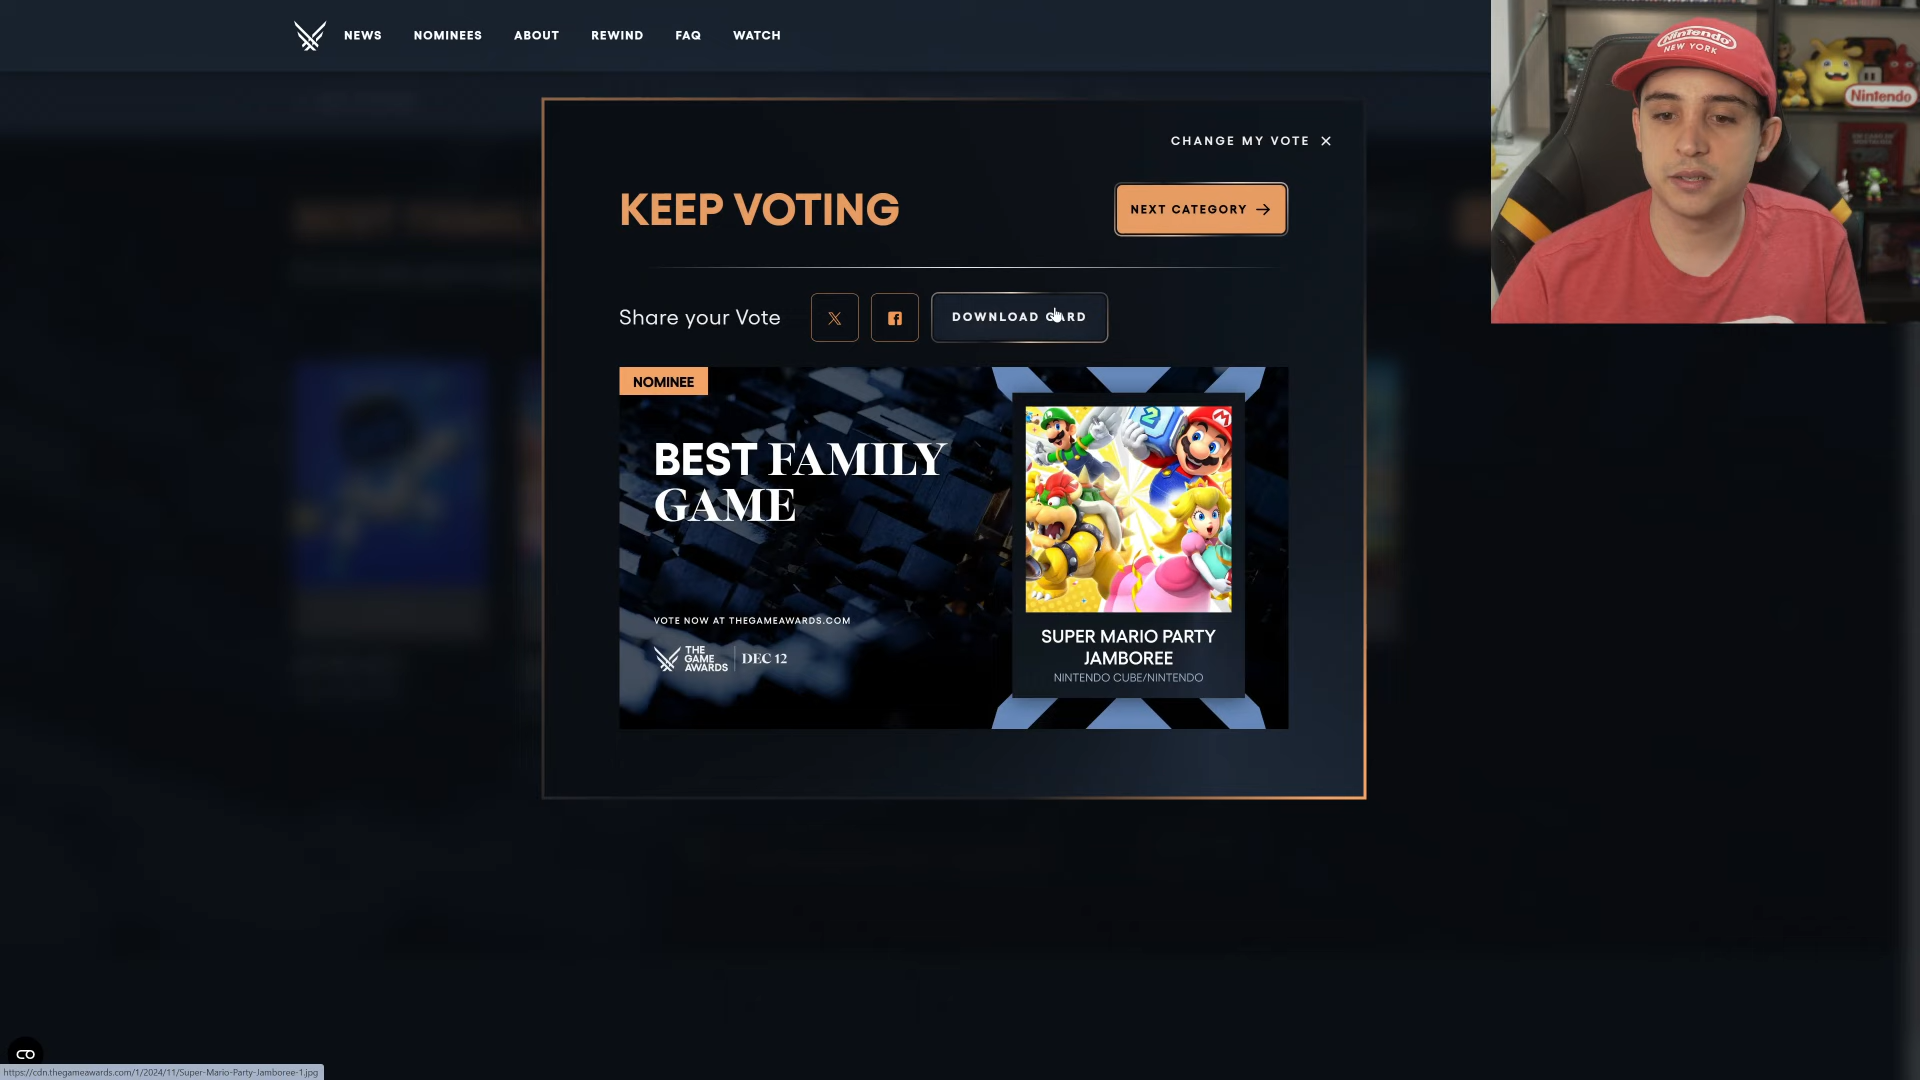 NEWS NOMINEES ABOUT REWIND FAQ WATCH
Nintendo
NEW YORK
Nintendo
CHANGE MY VOTE ✕
KEEP VOTING
NEXT CATEGORY →
Share your Vote
DOWNLOAD CARD
NOMINEE
BEST FAMILY
GAME
VOTE NOW AT THEGAMEAWARDS.COM
THE
GAME
AWARDS
DEC 12
2
M
SUPER MARIO PARTY
JAMBOREE
NINTENDO CUBE/NINTENDO
https://cdn.thegameawards.com/1/2024/11/Super-Mario-Party-Jamboree-1.jpg